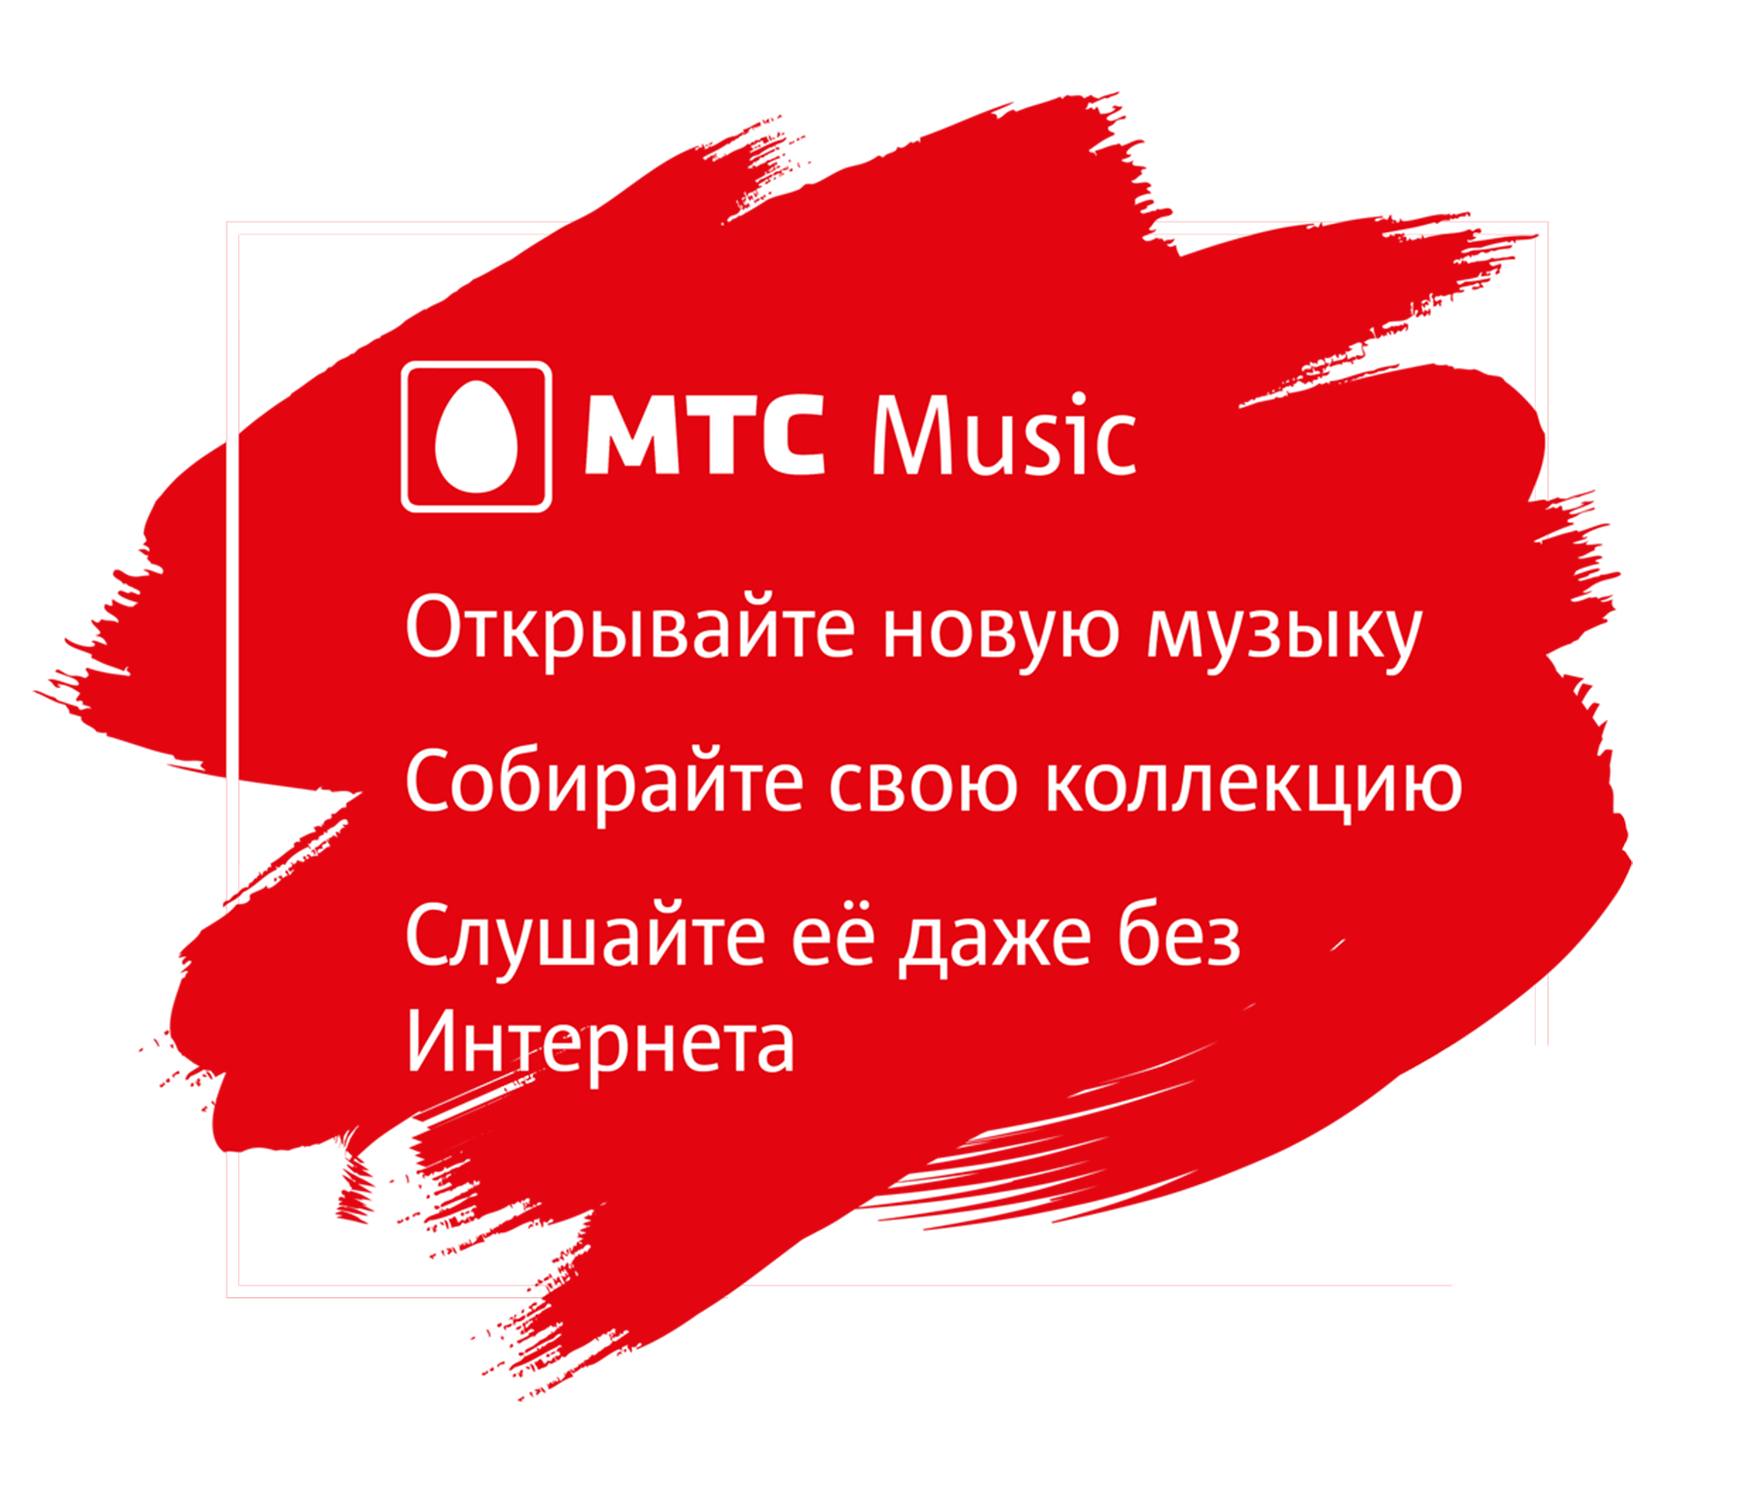 МТС Music
Открывайте новую музыку
Собирайте свою коллекцию
Слушайте её даже без
Интернета